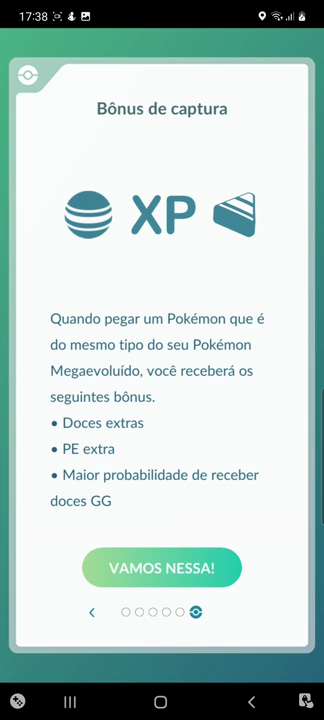 17:38
Bônus de captura
XP
Quando pegar um Pokémon que é
do mesmo tipo do seu Pokémon
Megaevoluído, você receberá os
seguintes bônus.
• Doces extras
• PE extra
• Maior probabilidade de receber
doces GG
VAMOS NESSA!